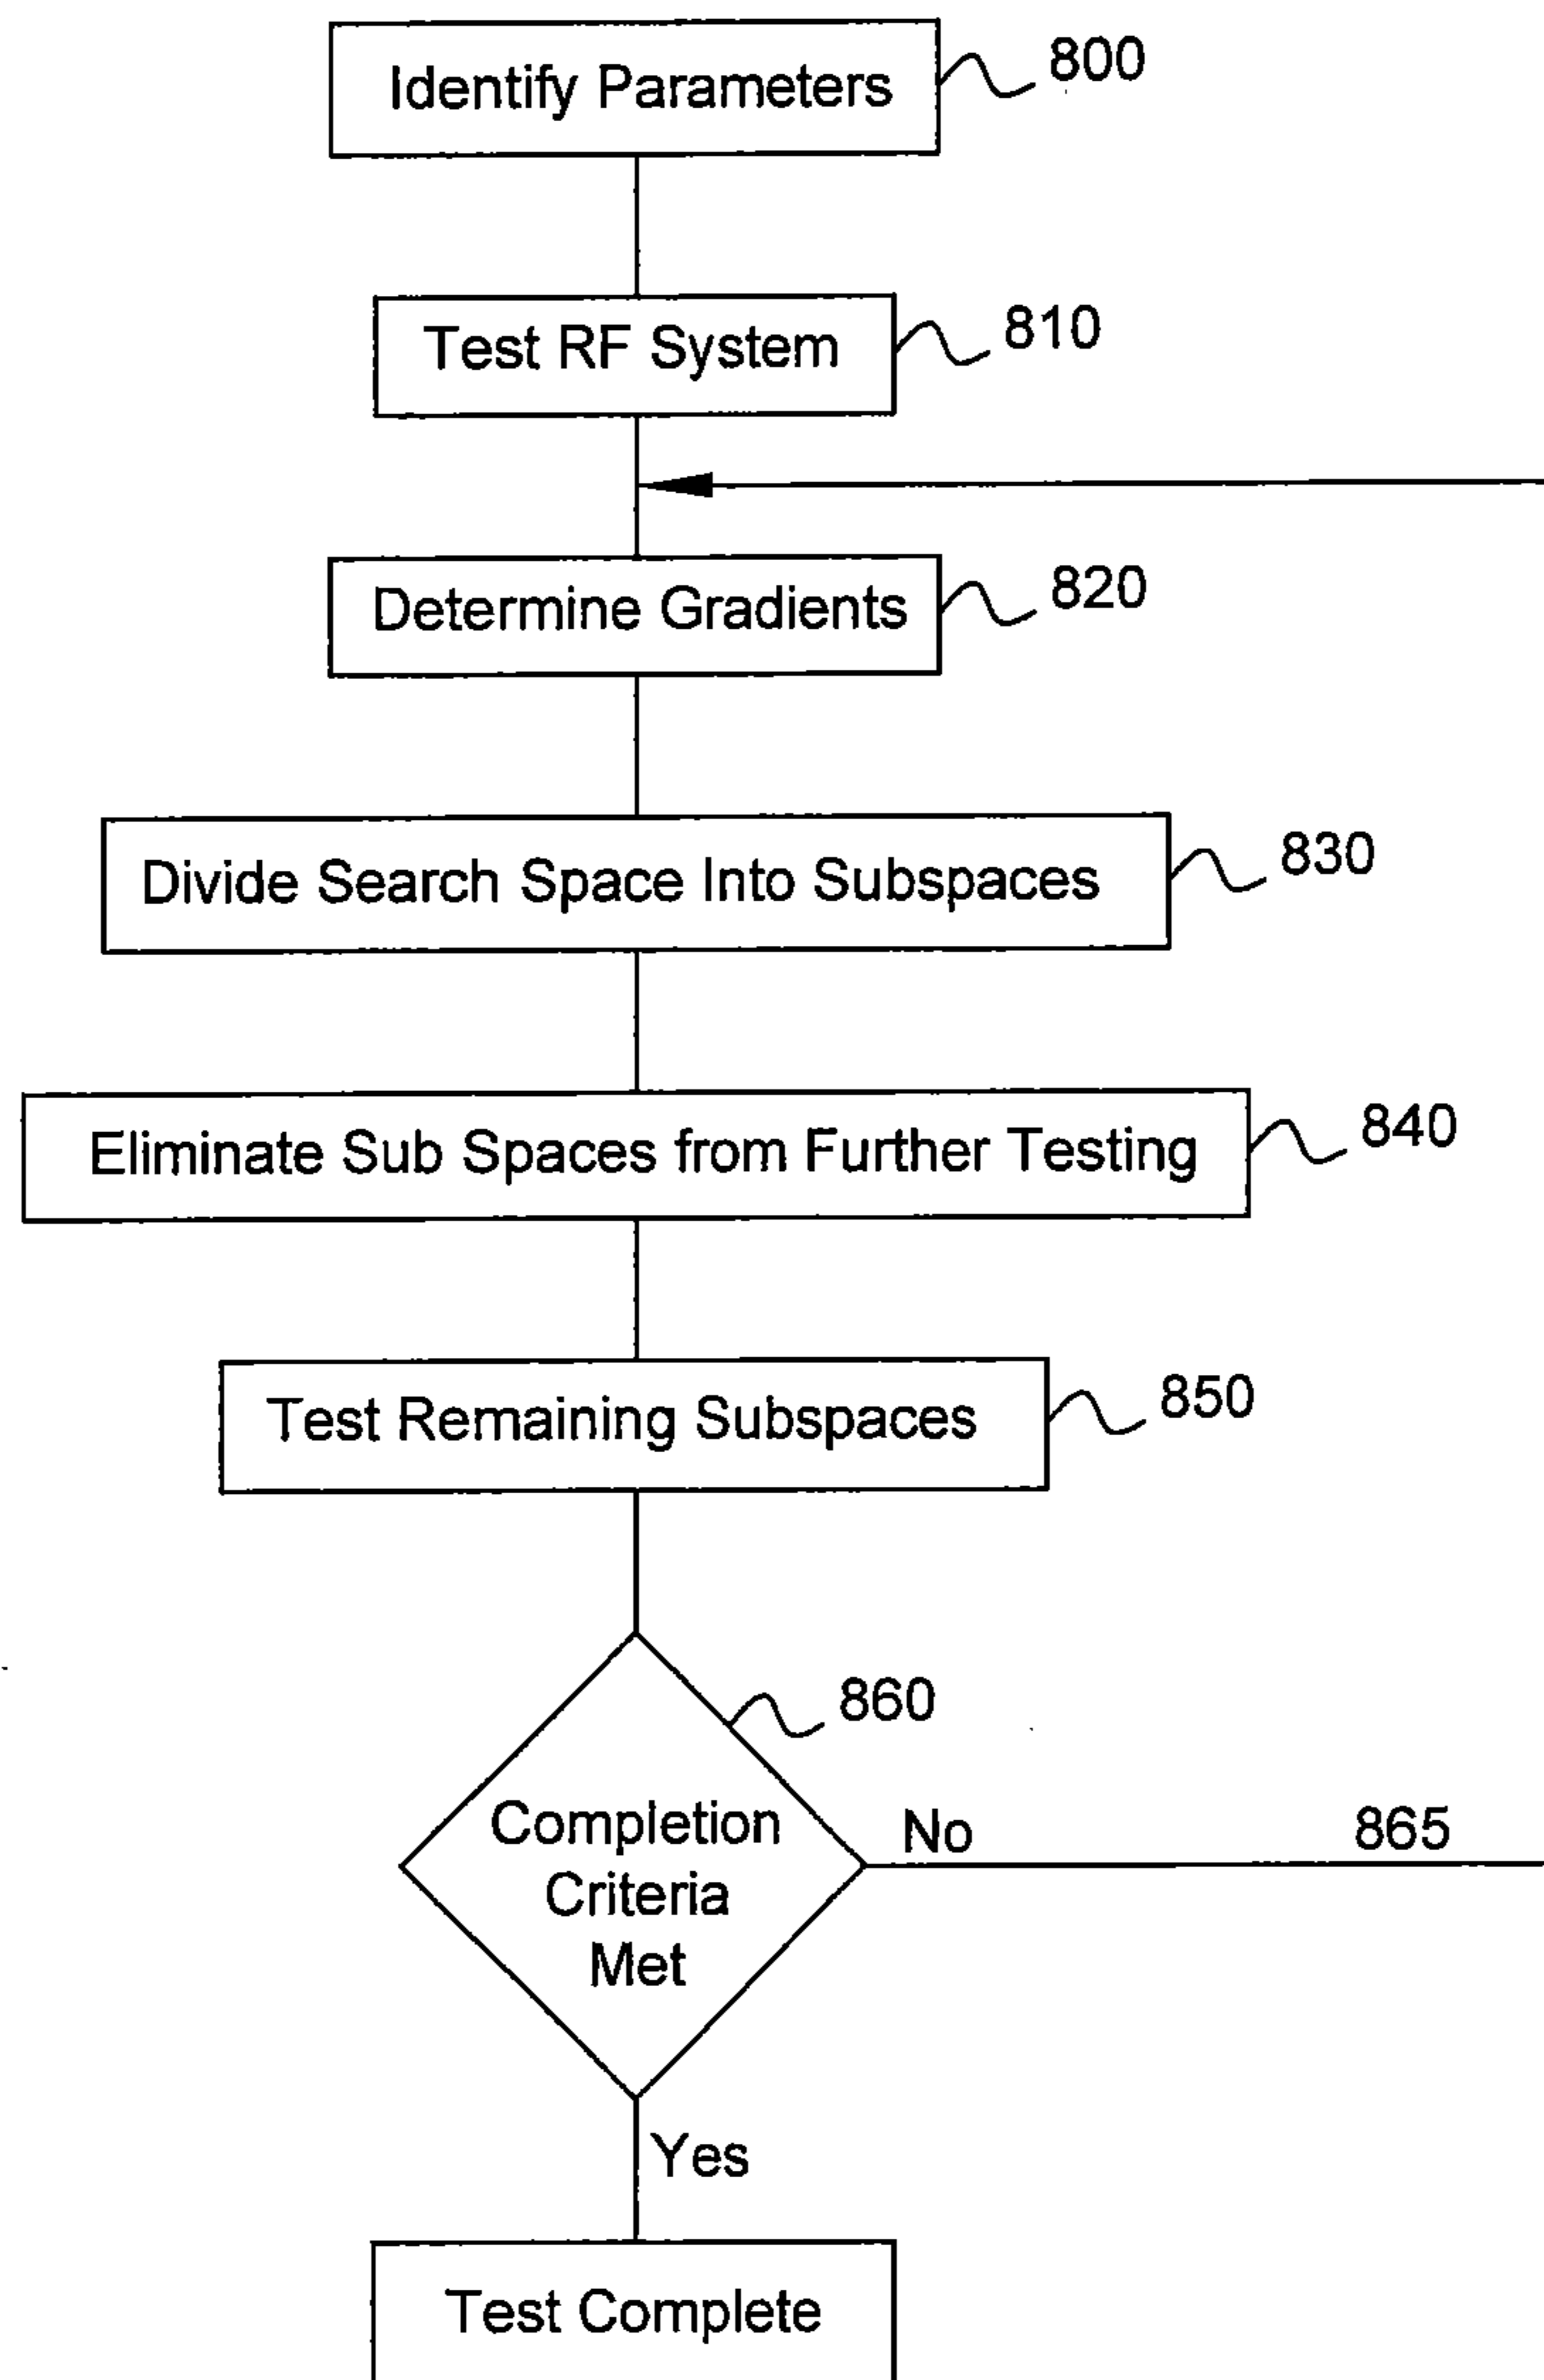 Identify Parameters
800
Test RF System
810
Determine Gradients
820
Divide Search Space Into Subspaces
830
Eliminate Sub Spaces from Further Testing
840
Test Remaining Subspaces
850
860
Completion
Criteria
Met
No
865
Yes
Test Complete